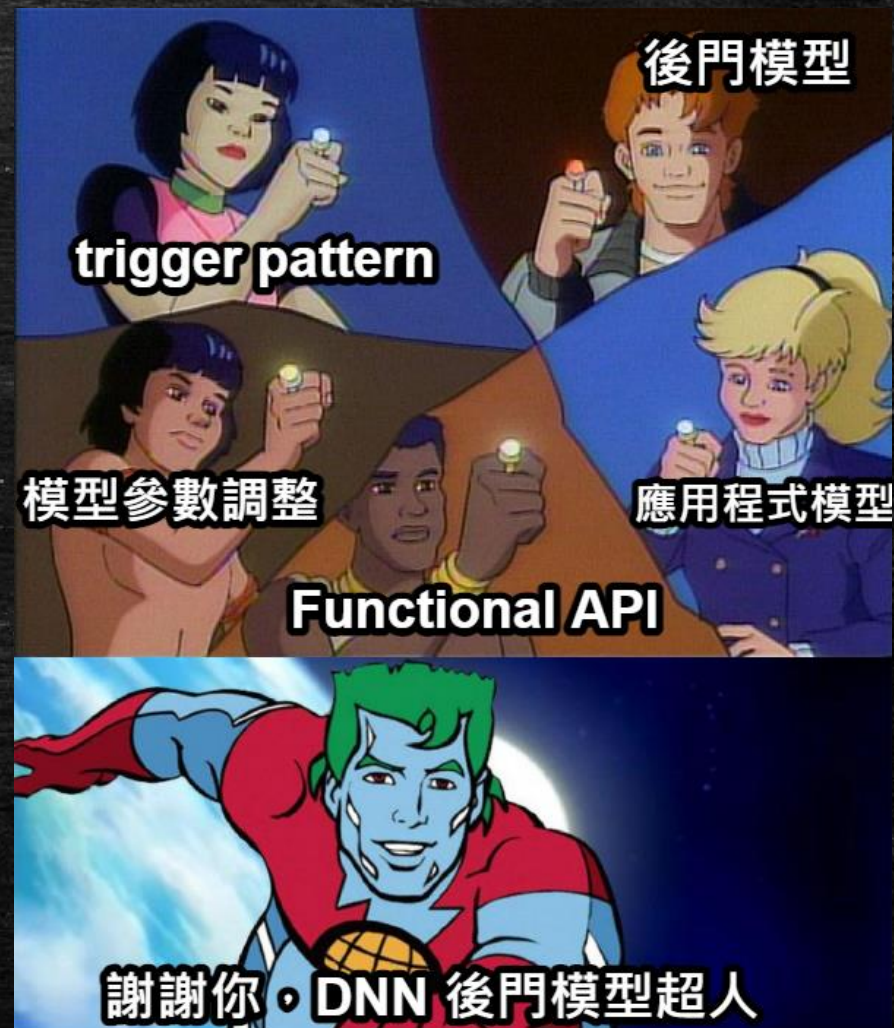 後門模型
trigger pattern
模型參數調整
應用程式模型
Functional API
謝謝你，DNN 後門模型超人